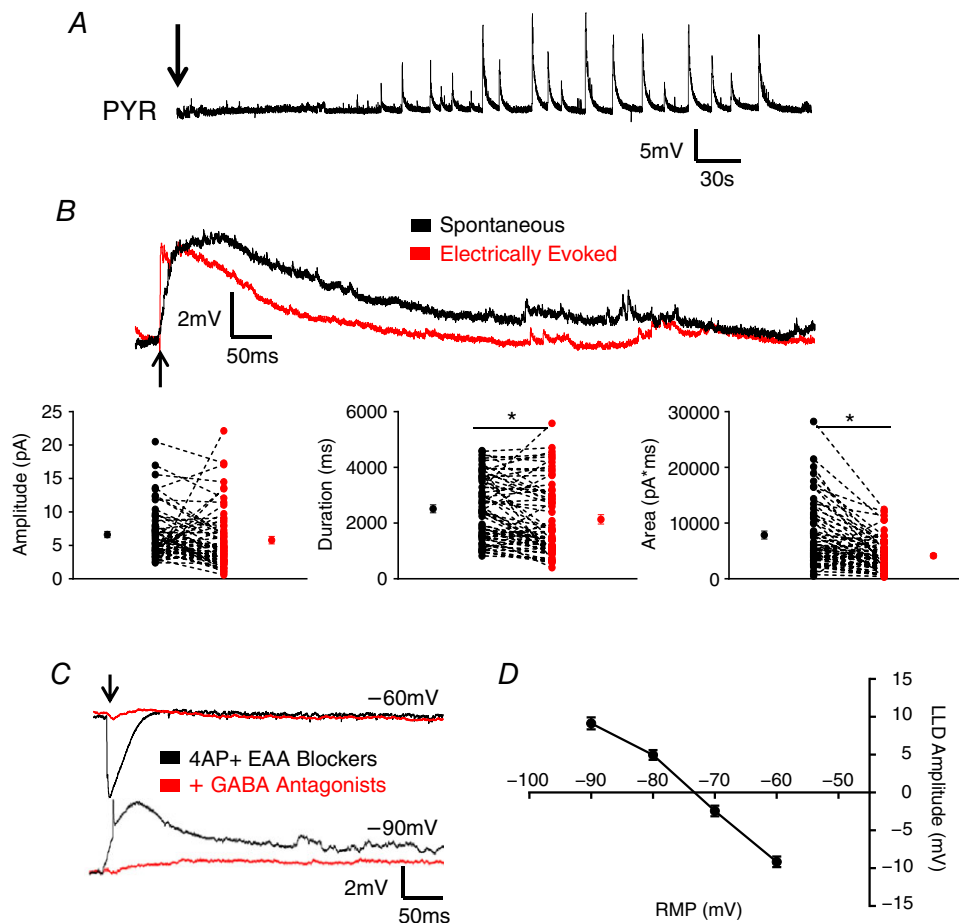 A
PYR
5mV
30s
B
Spontaneous
Electrically Evoked
2mV
50ms
Amplitude (pA)
25
20
15
10
5
0
Duration (ms)
6000
4000
2000
0
*
Area (pA*ms)
30000
20000
10000
0
*
C
−60mV
4AP+ EAA Blockers
+ GABA Antagonists
−90mV
2mV
50ms
D
15
10
5
0
−5
−10
−15
−100
−90
−80
−70
−60
−50
LLD Amplitude (mV)
RMP (mV)